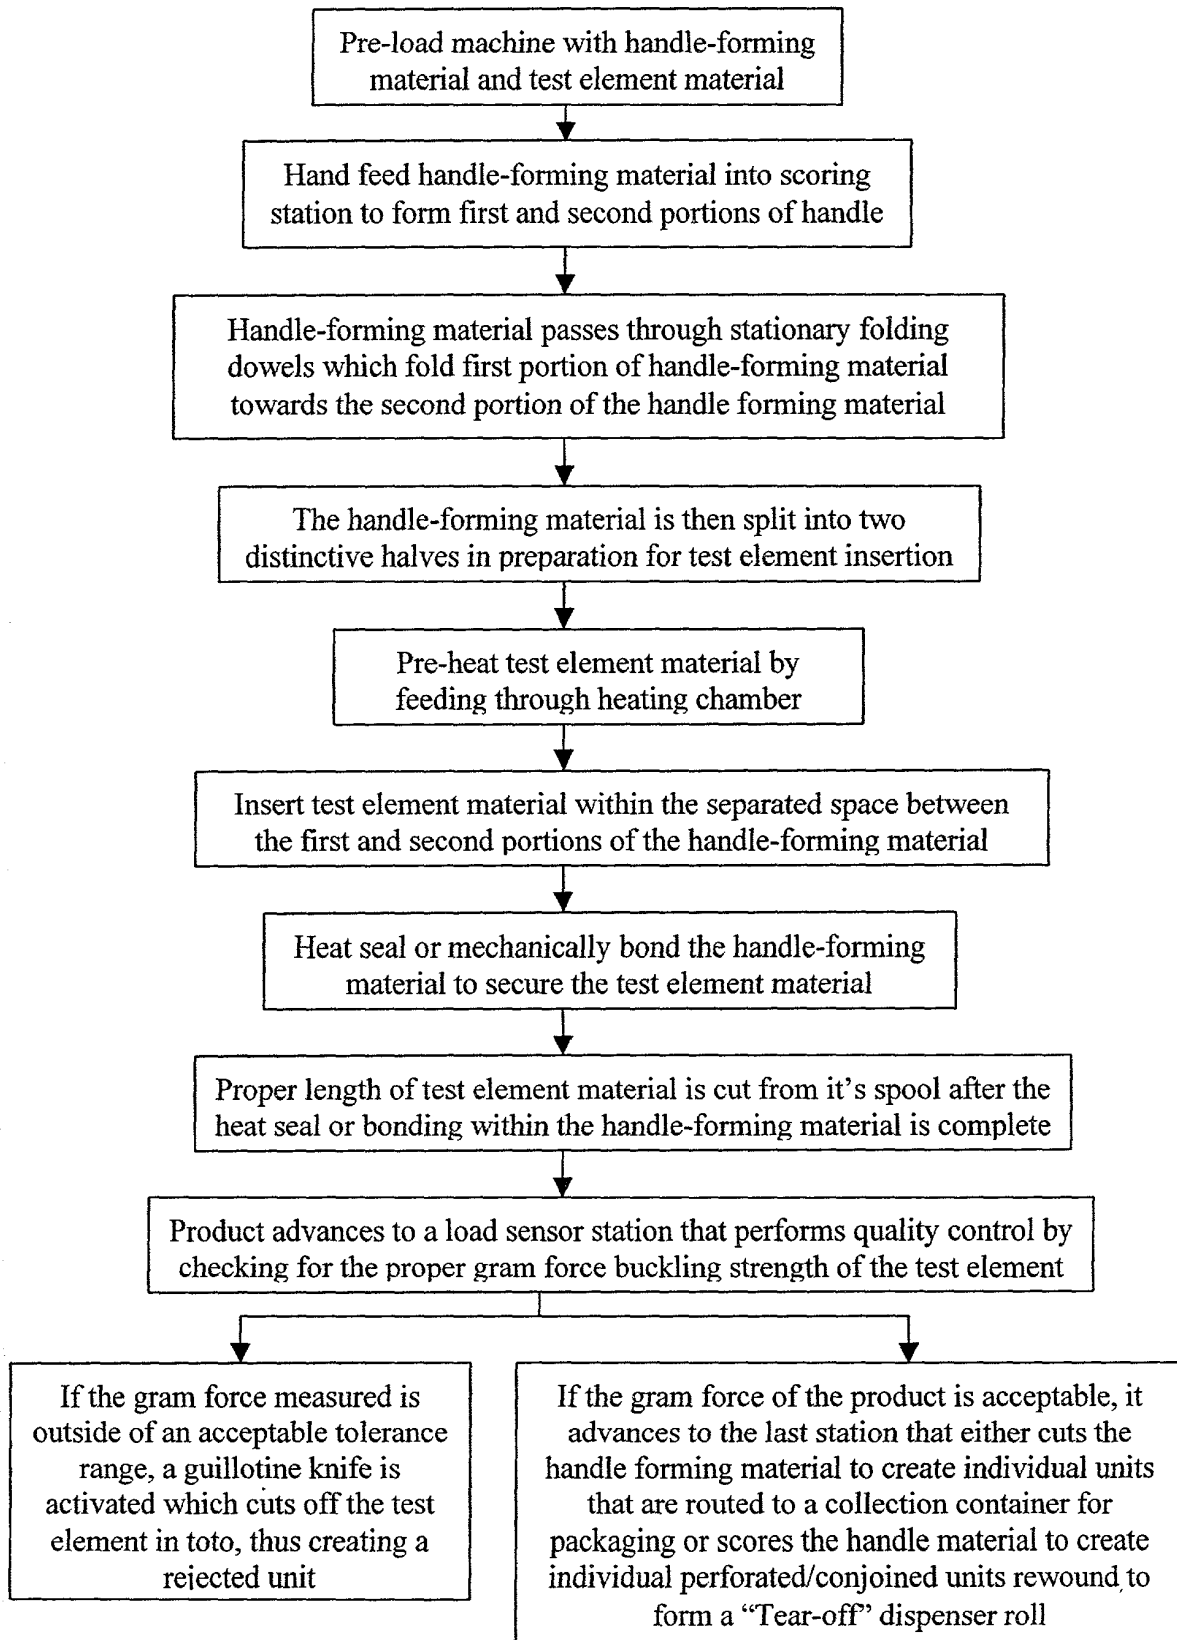 Pre-load machine with handle-forming
material and test element material
Hand feed handle-forming material into scoring
station to form first and second portions of handle
Handle-forming material passes through stationary folding
dowels which fold first portion of handle-forming material
towards the second portion of the handle forming material
The handle-forming material is then split into two
distinctive halves in preparation for test element insertion
Pre-heat test element material by
feeding through heating chamber
Insert test element material within the separated space between
the first and second portions of the handle-forming material
Heat seal or mechanically bond the handle-forming
material to secure the test element material
Proper length of test element material is cut from it's spool after the
heat seal or bonding within the handle-forming material is complete
Product advances to a load sensor station that performs quality control by
checking for the proper gram force buckling strength of the test element
If the gram force measured is
outside of an acceptable tolerance
range, a guillotine knife is
activated which cuts off the test
element in toto, thus creating a
rejected unit
If the gram force of the product is acceptable, it
advances to the last station that either cuts the
handle forming material to create individual units
that are routed to a collection container for
packaging or scores the handle material to create
individual perforated/conjoined units rewound to
form a “Tear-off” dispenser roll